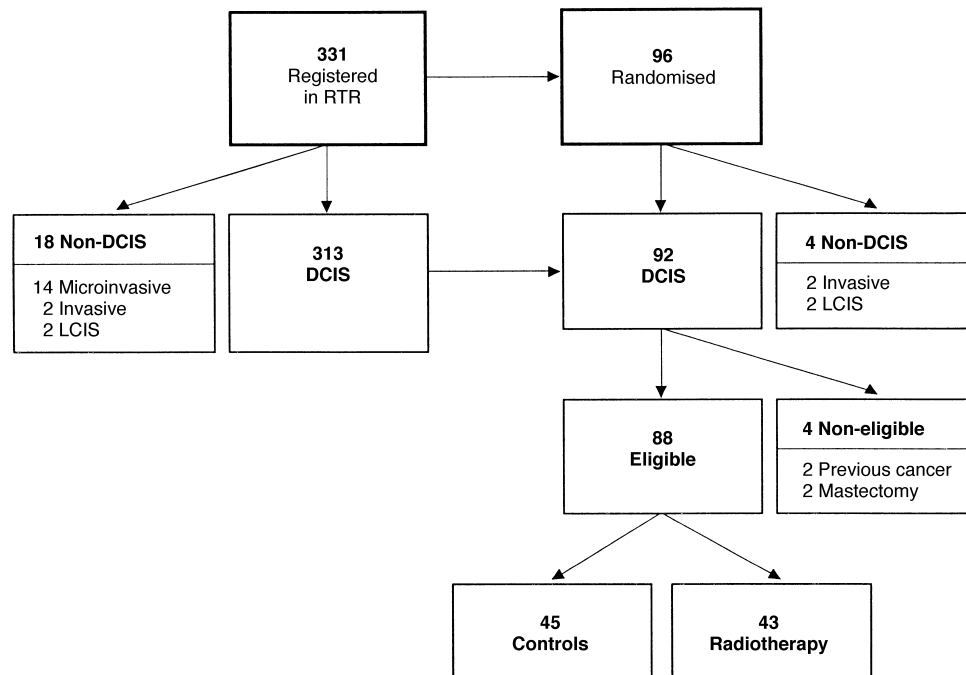 331
Registered
in RTR
96
Randomised
18 Non-DCIS
14 Microinvasive
2 Invasive
2 LCIS
313
DCIS
92
DCIS
4 Non-DCIS
2 Invasive
2 LCIS
88
Eligible
4 Non-eligible
2 Previous cancer
2 Mastectomy
45
Controls
43
Radiotherapy